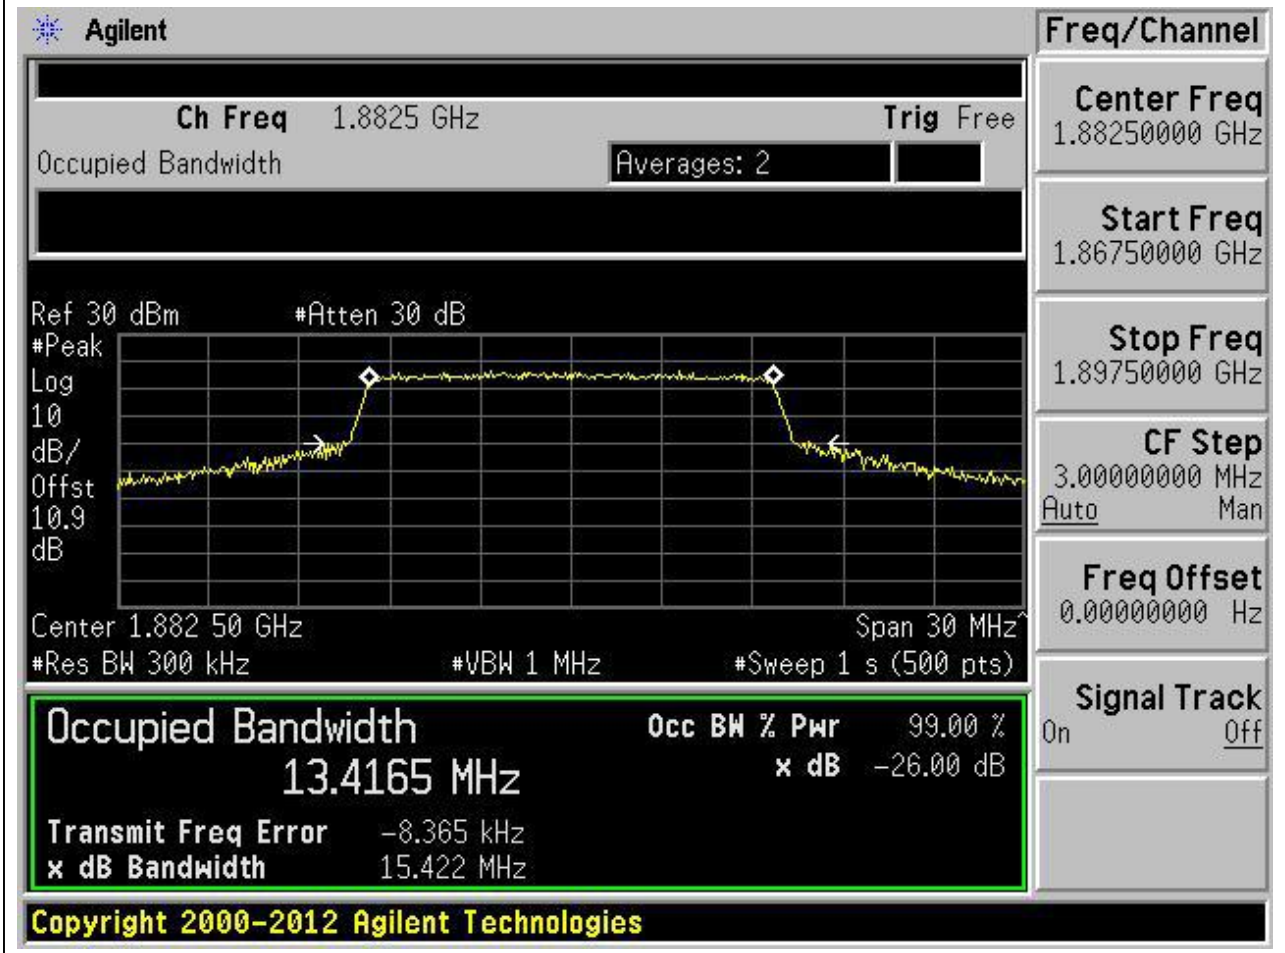 Agilent
Freq/Channel
Ch Freq 1.8825 GHz Trig Free
Occupied Bandwidth Averages: 2
Center Freq
1.88250000 GHz
Start Freq
1.86750000 GHz
Stop Freq
1.89750000 GHz
CF Step
3.00000000 MHz
Auto Man
Freq Offset
0.00000000 Hz
Signal Track
On Off
Ref 30 dBm #Atten 30 dB
#Peak
Log
10
dB/
Offst
10.9
dB
Center 1.882 50 GHz Span 30 MHz^
#Res BW 300 kHz #VBW 1 MHz #Sweep 1 s (500 pts)
Occupied Bandwidth
13.4165 MHz
Occ BW % Pwr 99.00 %
x dB -26.00 dB
Transmit Freq Error -8.365 kHz
x dB Bandwidth 15.422 MHz
Copyright 2000-2012 Agilent Technologies